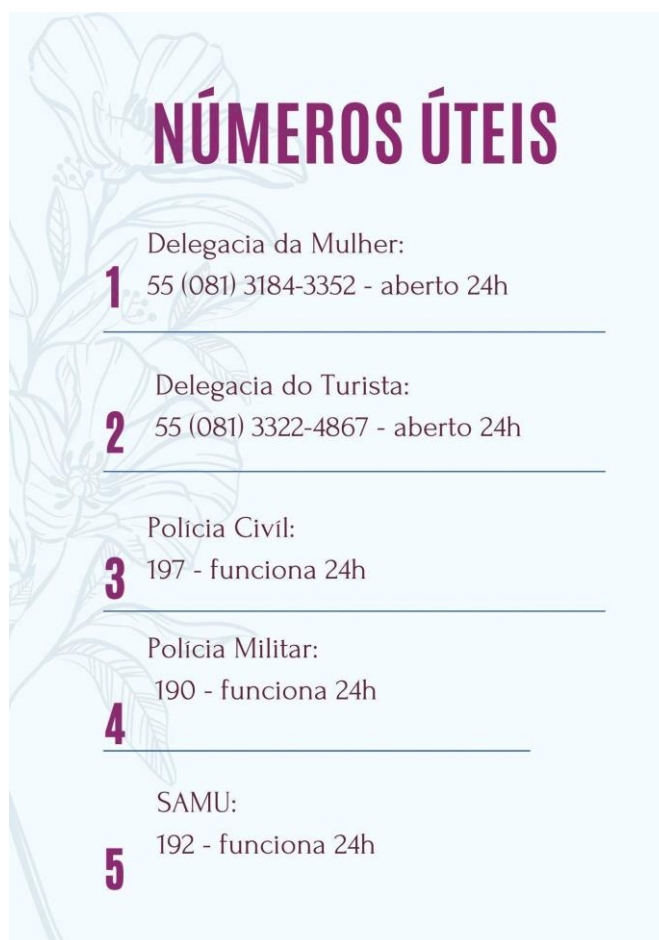 NÚMEROS ÚTEIS
Delegacia da Mulher:
1 55 (081) 3184-3352 - aberto 24h
Delegacia do Turista:
2 55 (081) 3322-4867 - aberto 24h
Polícia Civíl:
3 197 - funciona 24h
Polícia Militar:
190 - funciona 24h
4
SAMU:
192 - funciona 24h
5